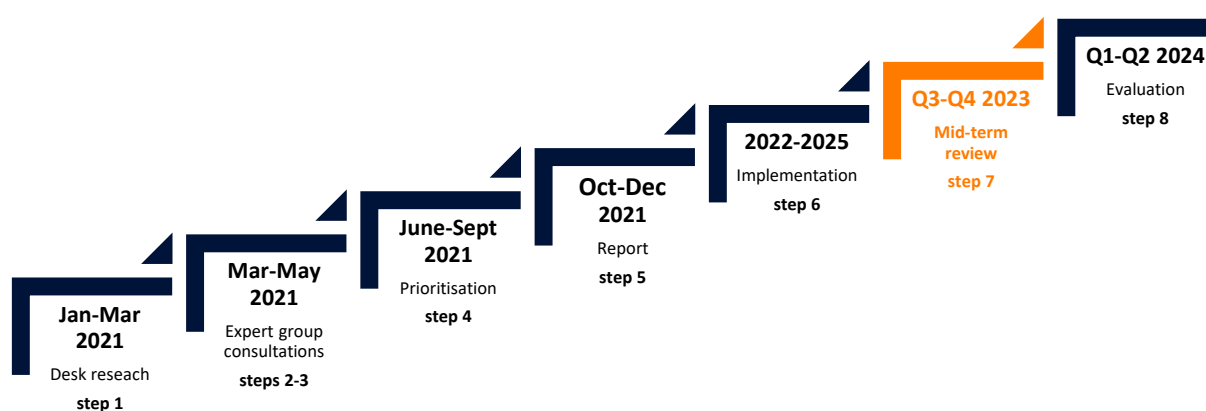 Jan-Mar
2021
Desk reseach
step 1
Mar-May
2021
Expert group
consultations
steps 2-3
June-Sept
2021
Prioritisation
step 4
Oct-Dec
2021
Report
step 5
2022-2025
Implementation
step 6
Q3-Q4 2023
Mid-term
review
step 7
Q1-Q2 2024
Evaluation
step 8